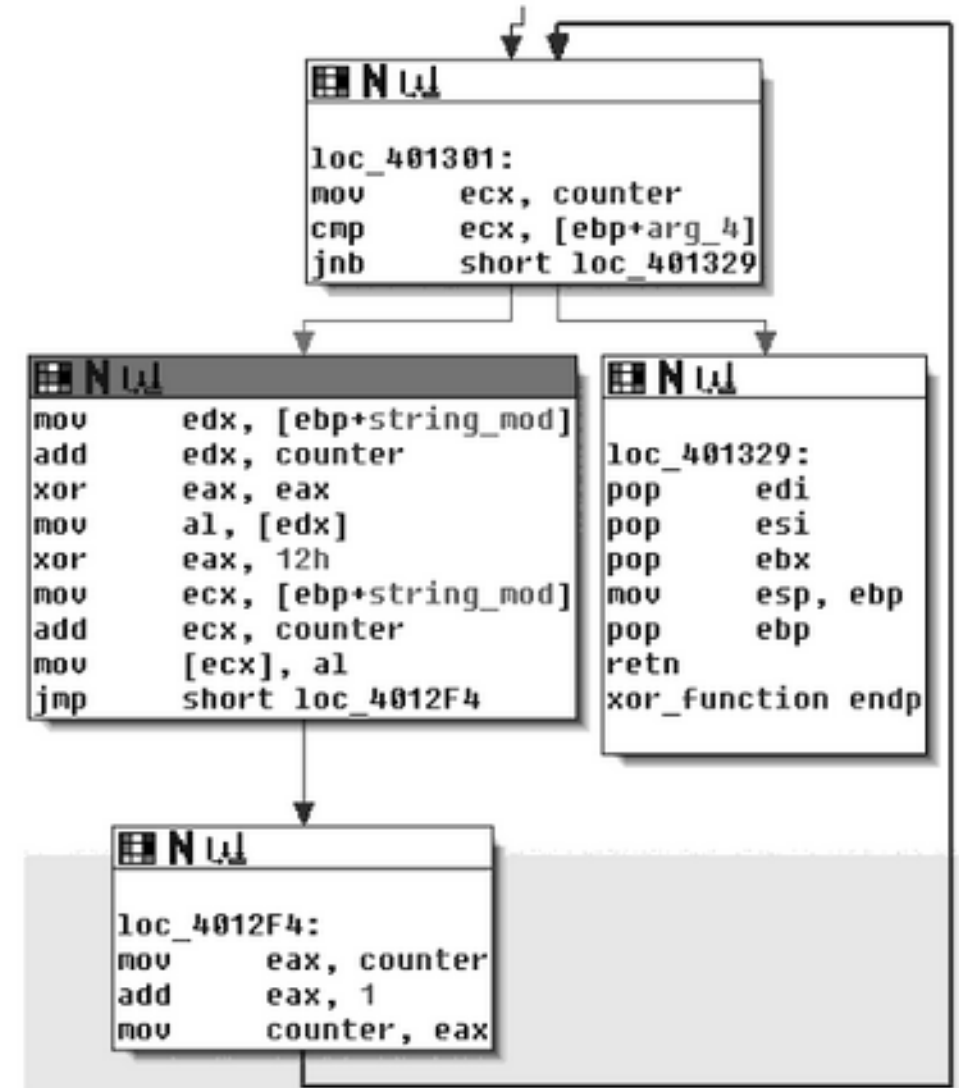 loc_401301:
mov ecx, counter
cmp ecx, [ebp+arg_4]
jnb short loc_401329
mov edx, [ebp+string_mod]
add edx, counter
xor eax, eax
mov al, [edx]
xor eax, 12h
mov ecx, [ebp+string_mod]
add ecx, counter
mov [ecx], al
jmp short loc_4012F4
loc_401329:
pop edi
pop esi
pop ebx
mov esp, ebp
pop ebp
retn
xor_function endp
loc_4012F4:
mov eax, counter
add eax, 1
mov counter, eax